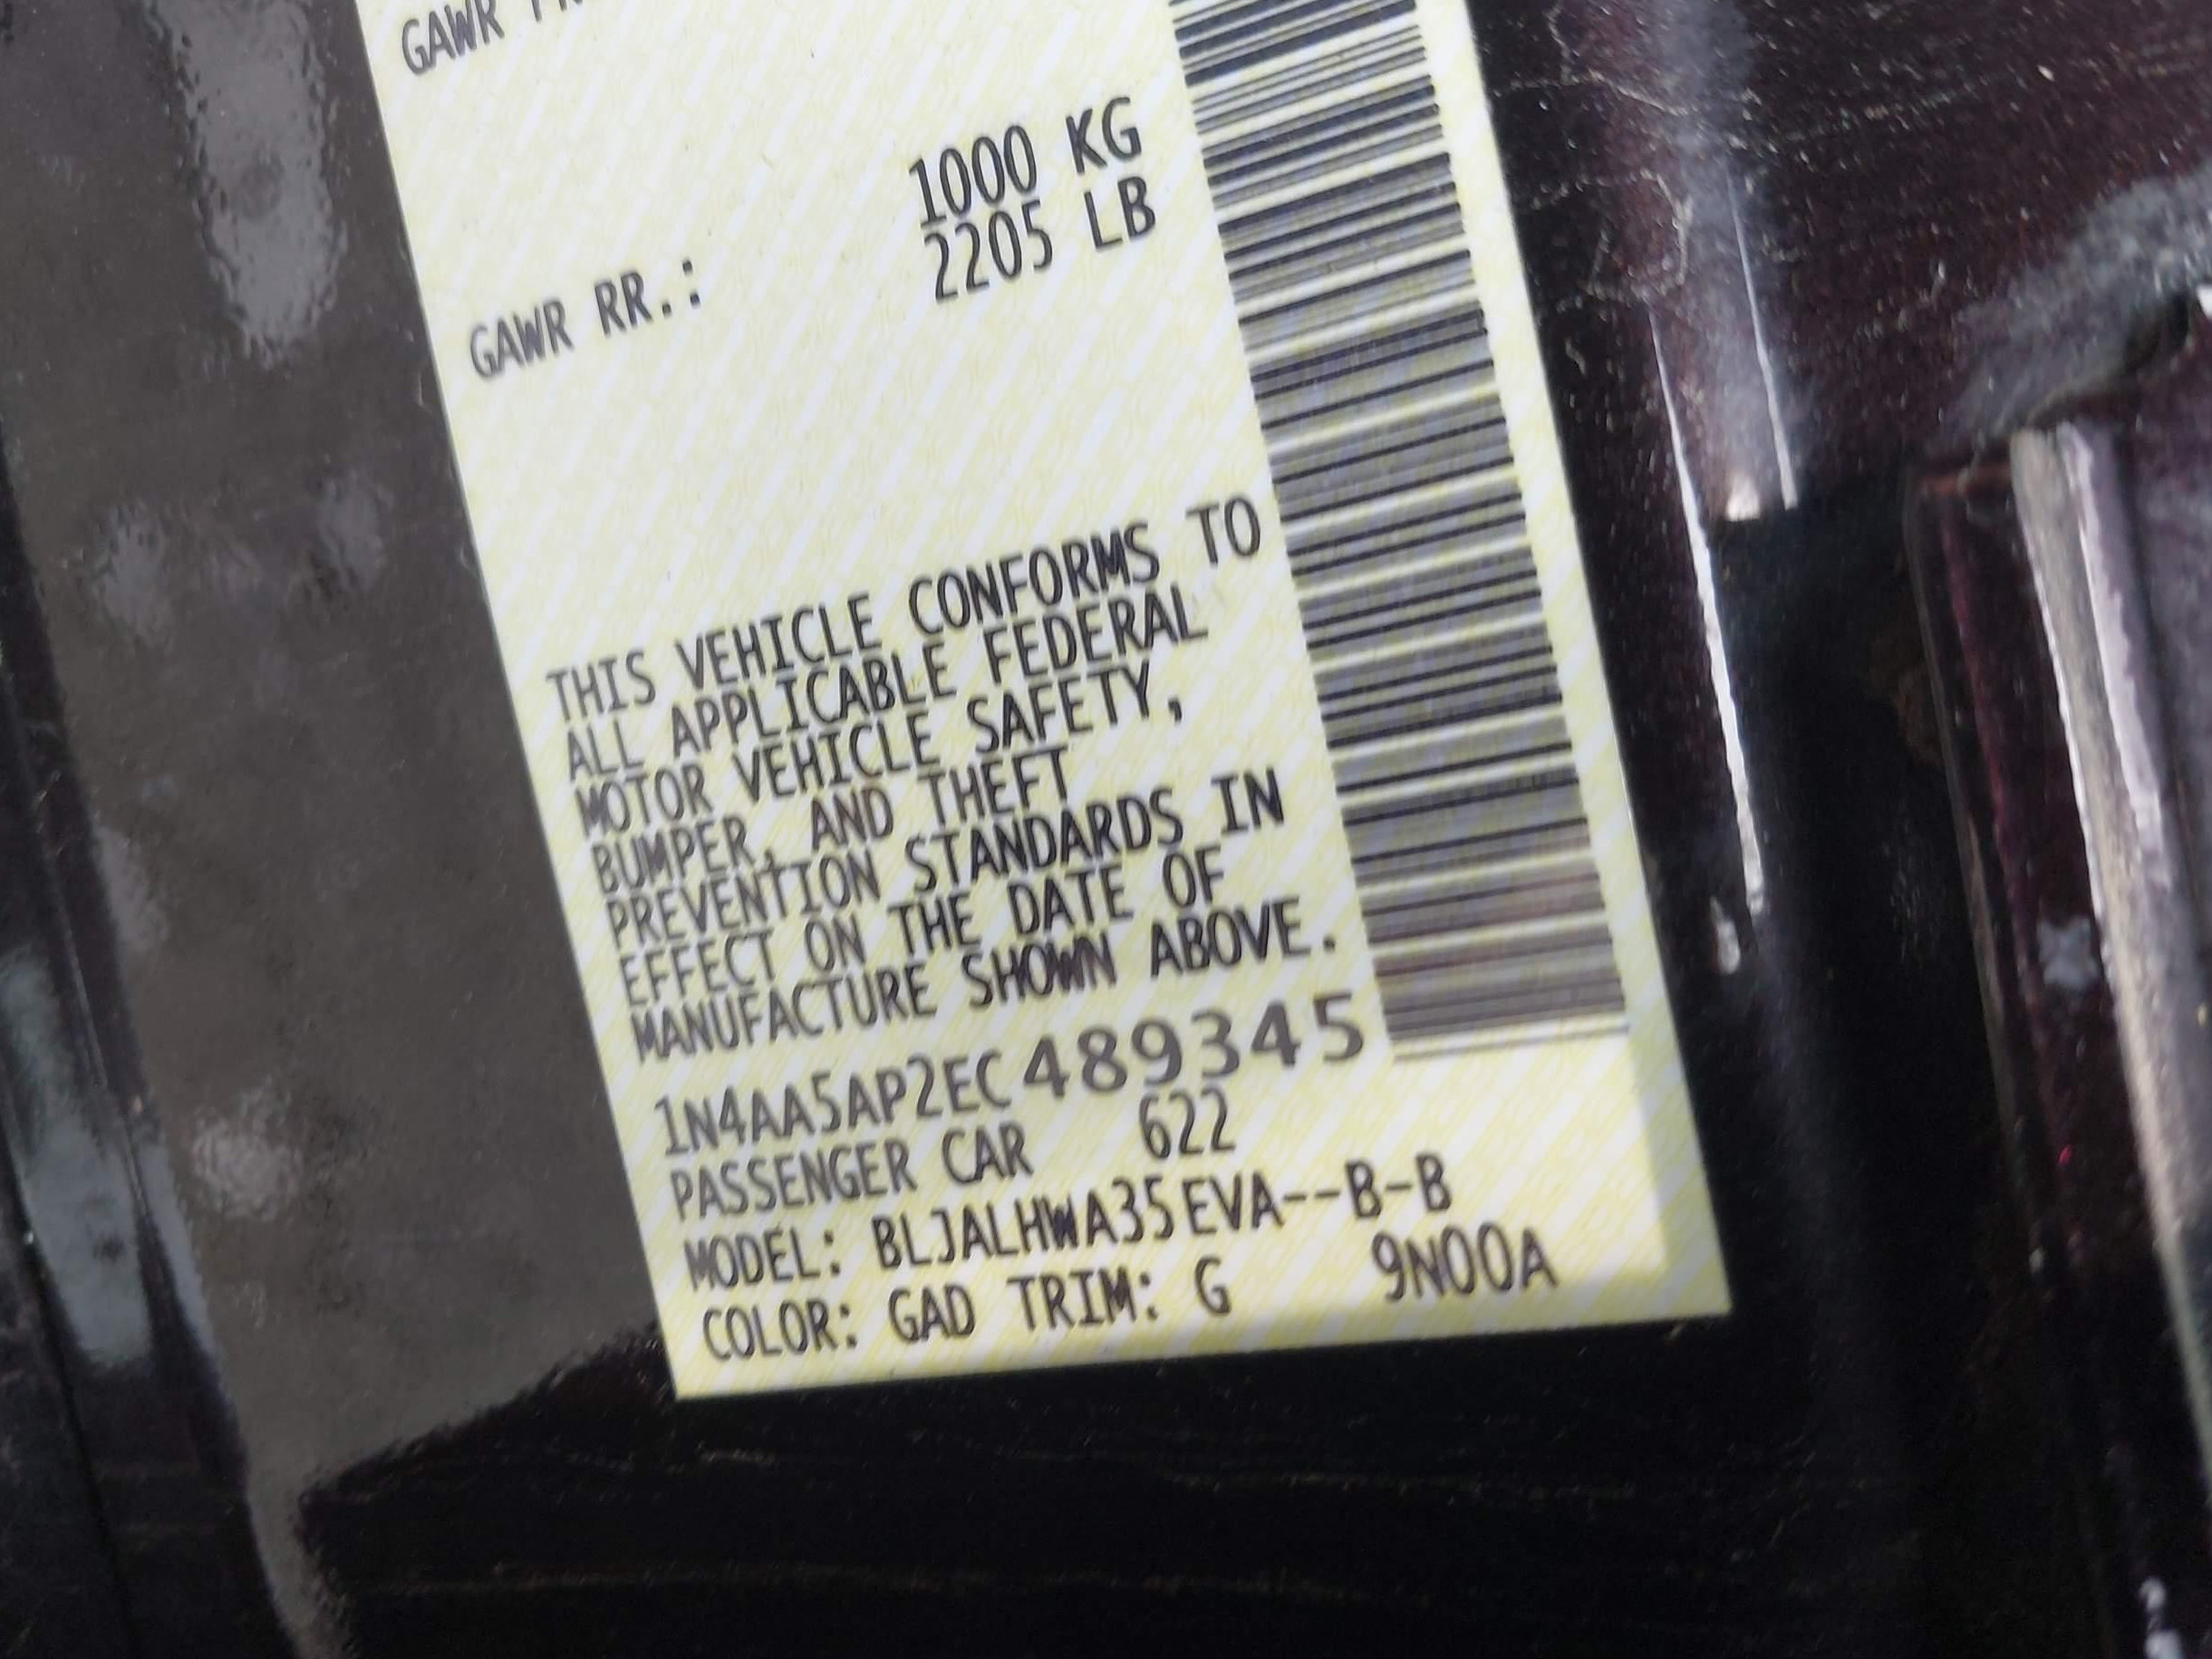 GAWR
1000 KG
2205 LB
GAWR RR.:
THIS VEHICLE CONFORMS TO
ALL APPLICABLE FEDERAL
MOTOR VEHICLE SAFETY,
BUMPER, AND THEFT
PREVENTION STANDARDS IN
EFFECT ON THE DATE OF
MANUFACTURE SHOWN ABOVE.
1N4AA5AP2EC489345
PASSENGER CAR 622
MODEL: BLJALHWA35EVA--B-B
COLOR: GAD TRIM: G 9N00A